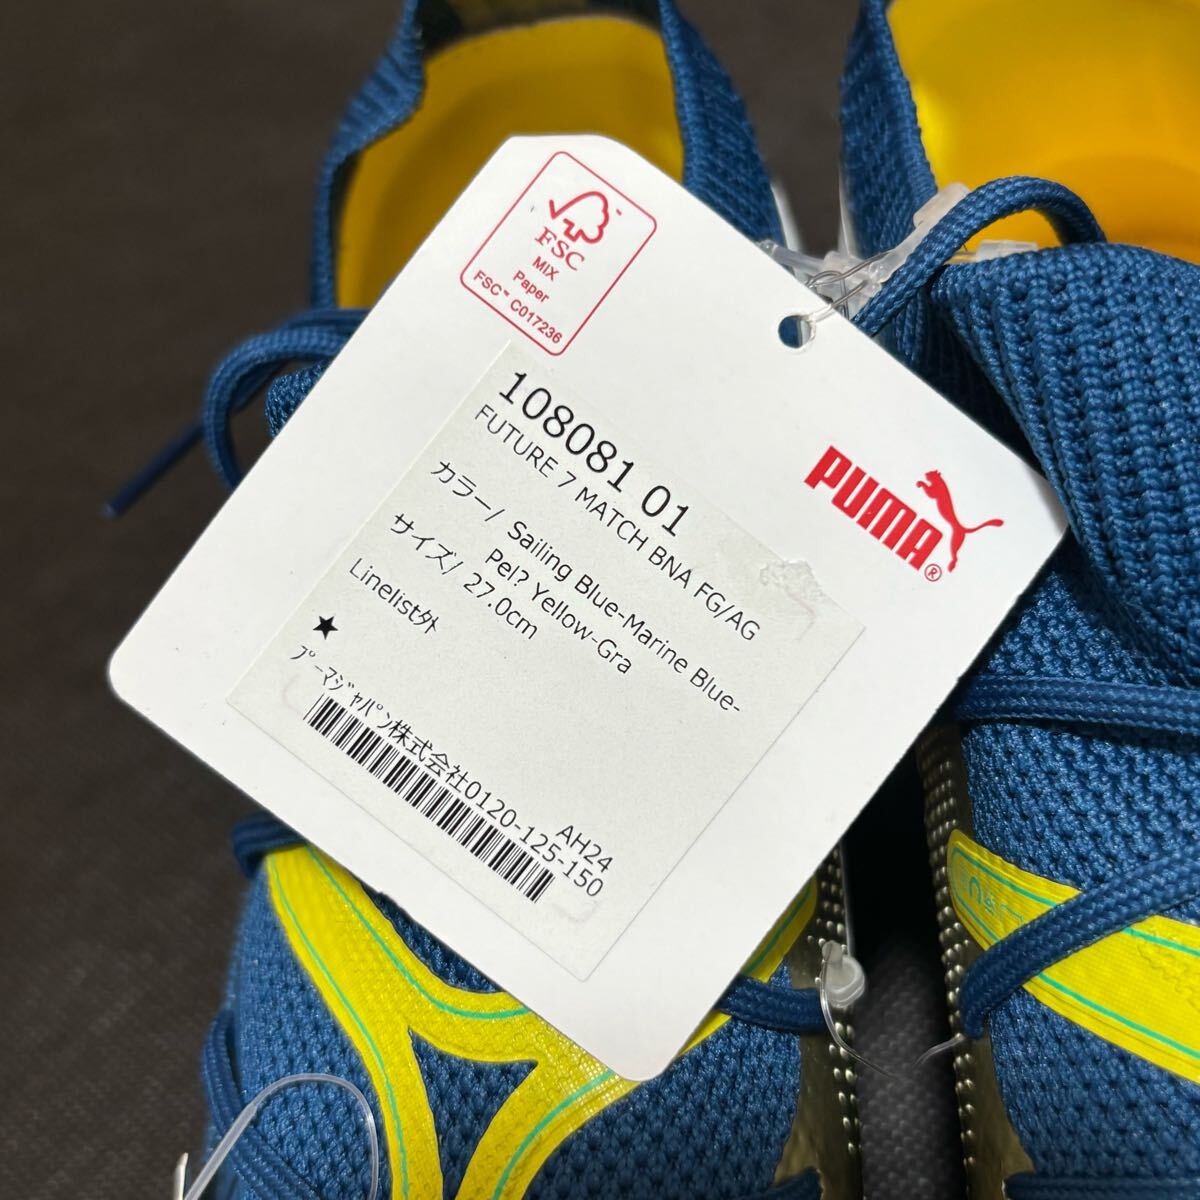 FSC
MIX
Paper
FSC™ C017236
PUMA®
108081 01
FUTURE 7 MATCH BNA FG/AG
カラー/ Sailing Blue-Marine Blue-
Pel? Yellow-Gra
サイズ/ 27.0cm
Linelist外
★
AH24
ﾌﾟｰﾏｼﾞｬﾊﾟﾝ株式会社0120-125-150